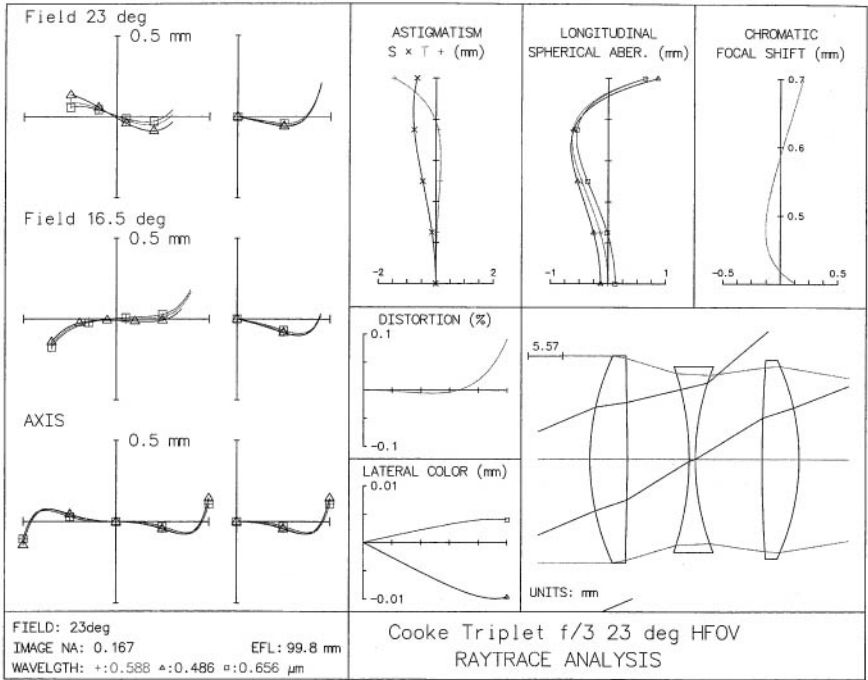 Field 23 deg
0.5 mm
Field 16.5 deg
0.5 mm
AXIS
0.5 mm
ASTIGMATISM
S × T + (mm)
-2
2
LONGITUDINAL
SPHERICAL ABER. (mm)
-1
1
CHROMATIC
FOCAL SHIFT (mm)
0.7
0.6
0.5
-0.5
0.5
DISTORTION (%)
0.1
-0.1
LATERAL COLOR (mm)
0.01
-0.01
5.57
UNITS: mm
FIELD: 23deg
IMAGE NA: 0.167 EFL: 99.8 mm
WAVELGTH: +:0.588 ▵:0.486 □:0.656 µm
Cooke Triplet f/3 23 deg HFOV
RAYTRACE ANALYSIS